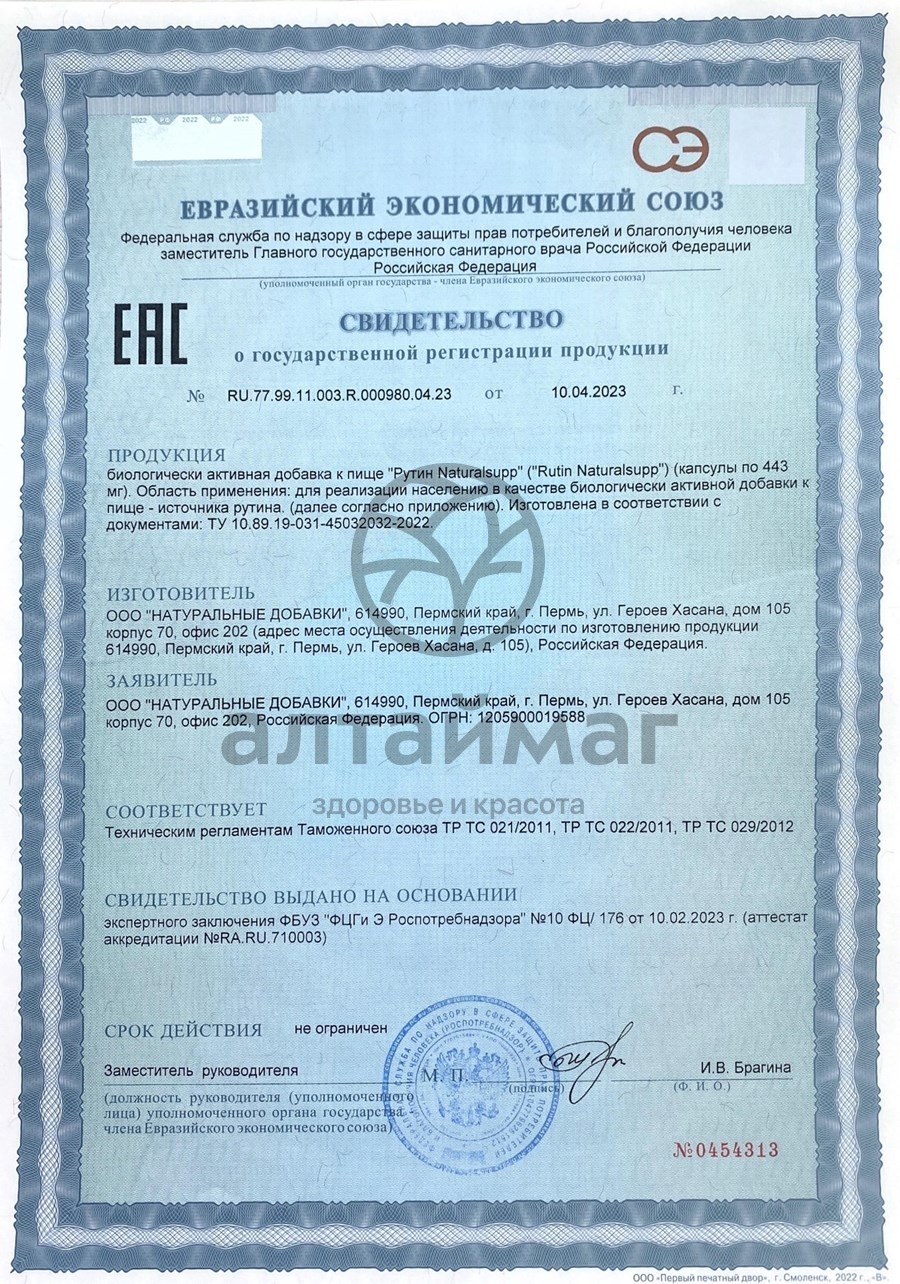 2022 РФ 2022 РФ 2022
СЭ
ЕВРАЗИЙСКИЙ ЭКОНОМИЧЕСКИЙ СОЮЗ
Федеральная служба по надзору в сфере защиты прав потребителей и благополучия человека
заместитель Главного государственного санитарного врача Российской Федерации
Российская Федерация
(уполномоченный орган государства - члена Евразийского экономического союза)
ЕАС
СВИДЕТЕЛЬСТВО
о государственной регистрации продукции
№ RU.77.99.11.003.R.000980.04.23 от 10.04.2023 г.
ПРОДУКЦИЯ
биологически активная добавка к пище "Рутин Naturalsupp" ("Rutin Naturalsupp") (капсулы по 443
мг). Область применения: для реализации населению в качестве биологически активной добавки к
пище - источника рутина. (далее согласно приложению). Изготовлена в соответствии с
документами: ТУ 10.89.19-031-45032032-2022.
ИЗГОТОВИТЕЛЬ
ООО "НАТУРАЛЬНЫЕ ДОБАВКИ", 614990, Пермский край, г. Пермь, ул. Героев Хасана, дом 105
корпус 70, офис 202 (адрес места осуществления деятельности по изготовлению продукции
614990, Пермский край, г. Пермь, ул. Героев Хасана, д. 105), Российская Федерация.
ЗАЯВИТЕЛЬ
ООО "НАТУРАЛЬНЫЕ ДОБАВКИ", 614990, Пермский край, г. Пермь, ул. Героев Хасана, дом 105
корпус 70, офис 202, Российская Федерация. ОГРН: 1205900019588
алтаймаг
здоровье и красота
СООТВЕТСТВУЕТ
Техническим регламентам Таможенного союза ТР ТС 021/2011, ТР ТС 022/2011, ТР ТС 029/2012
СВИДЕТЕЛЬСТВО ВЫДАНО НА ОСНОВАНИИ
экспертного заключения ФБУЗ "ФЦГи Э Роспотребнадзора" №10 ФЦ/ 176 от 10.02.2023 г. (аттестат
аккредитации №RA.RU.710003)
СРОК ДЕЙСТВИЯ не ограничен
Заместитель руководителя
М. П.
(подпись)
И.В. Брагина
(Ф. И. О.)
(должность руководителя (уполномоченного
лица) уполномоченного органа государства-
члена Евразийского экономического союза)
№0454313
ООО «Первый печатный двор», г. Смоленск, 2022 г., «В».